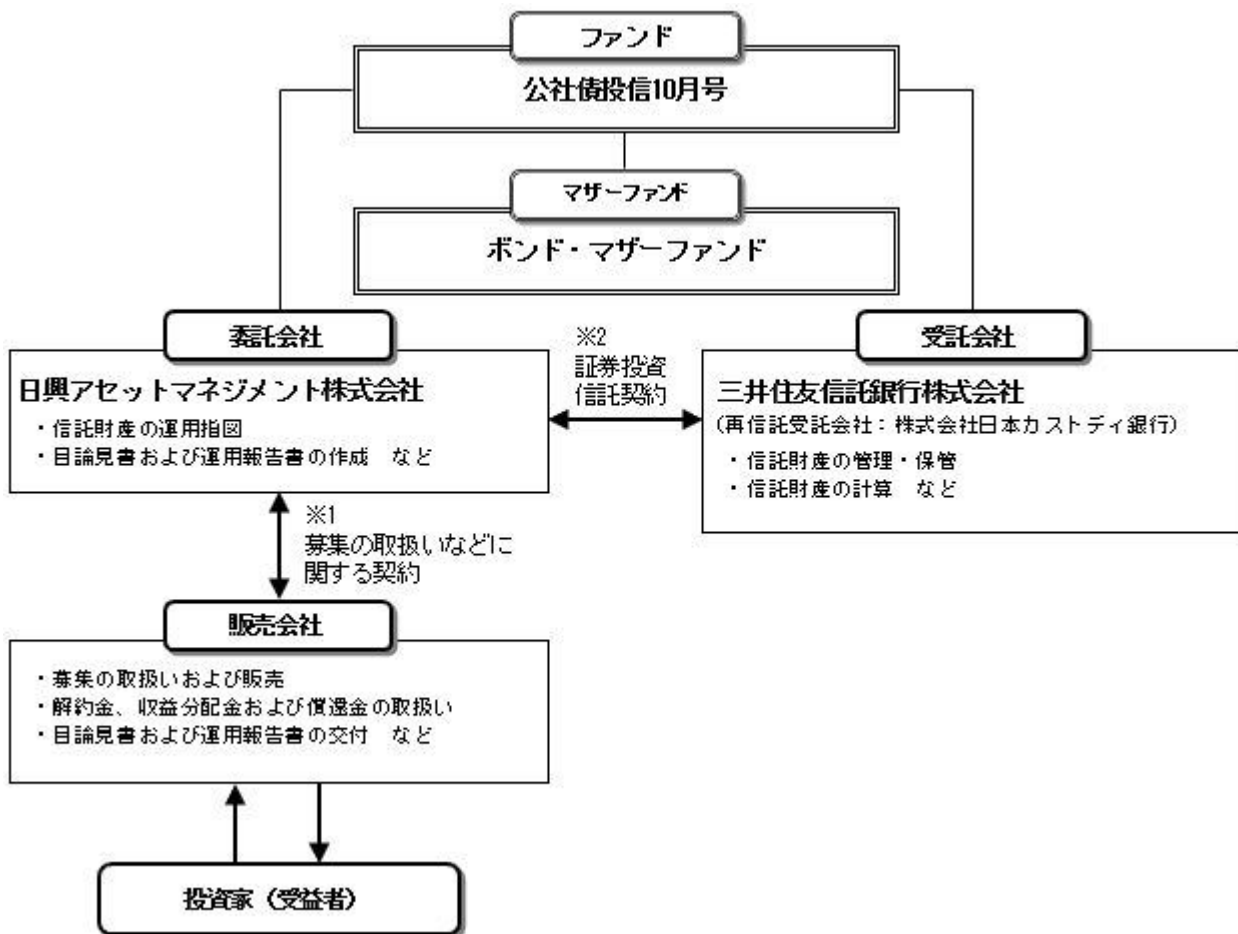 ファンド
公社債投信10月号
マザーファンド
ボンド・マザーファンド
委託会社
日興アセットマネジメント株式会社
・信託財産の運用指図
・目論見書および運用報告書の作成　など
※2
証券投資
信託契約
受託会社
三井住友信託銀行株式会社
(再信託受託会社：株式会社日本カストディ銀行)
・信託財産の管理・保管
・信託財産の計算　など
※1
募集の取扱いなどに
関する契約
販売会社
・募集の取扱いおよび販売
・解約金、収益分配金および償還金の取扱い
・目論見書および運用報告書の交付　など
投資家（受益者）